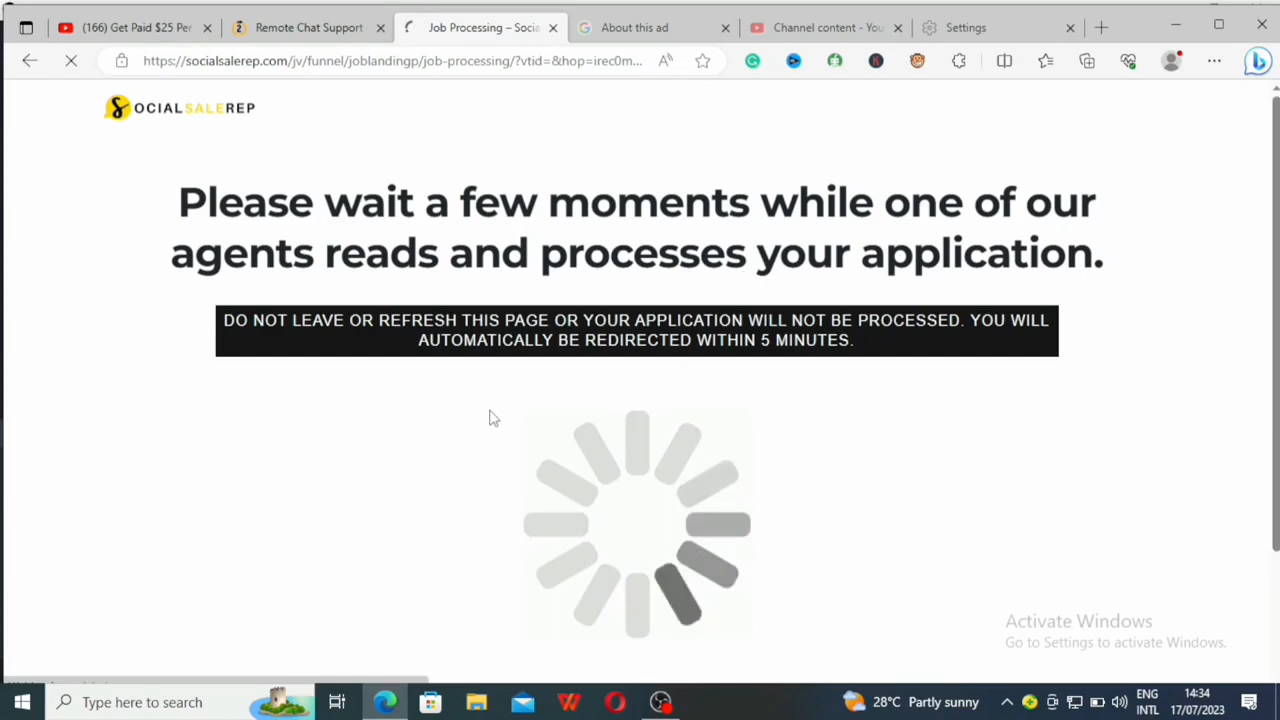 (166) Get Paid $25 Per
Remote Chat Support
Job Processing – Socia
About this ad
Channel content - You
Settings
https://socialsalerep.com/jv/funnel/joblandingp/job-processing/?vtid=&hop=irec0m...
OCIALSALEREP
Please wait a few moments while one of our
agents reads and processes your application.
DO NOT LEAVE OR REFRESH THIS PAGE OR YOUR APPLICATION WILL NOT BE PROCESSED. YOU WILL
AUTOMATICALLY BE REDIRECTED WITHIN 5 MINUTES.
Activate Windows
Go to Settings to activate Windows.
Type here to search
28°C Partly sunny
ENG
INTL
14:34
17/07/2023